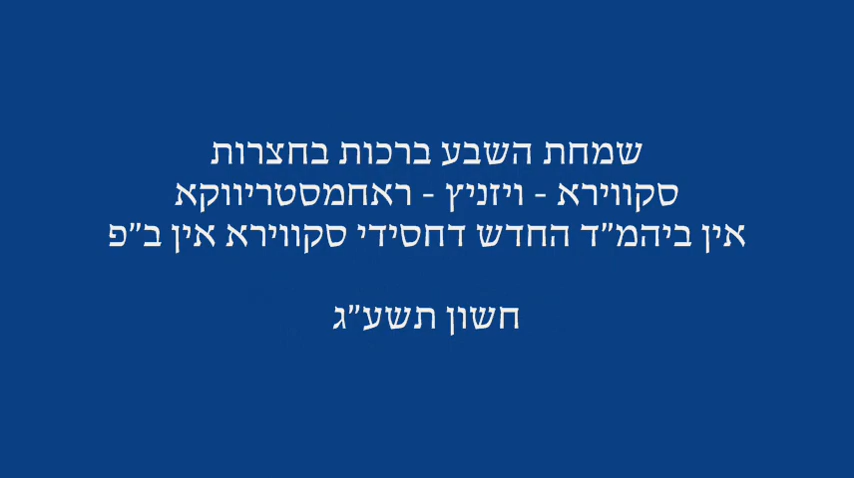 שמחת השבע ברכות בחצרות
סקווירא - ויזניץ - ראחמסטריווקא
אין ביהמ"ד החדש דחסידי סקווירא אין ב"פ
חשון תשע"ג